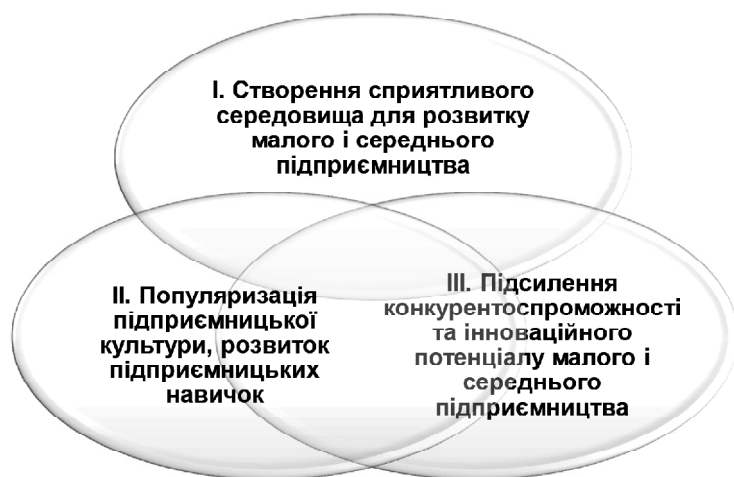 І. Створення сприятливого
середовища для розвитку
малого і середнього
підприємництва
ІІ. Популяризація
підприємницької
культури, розвиток
підприємницьких
навичок
ІІІ. Підсилення
конкурентоспроможності
та інноваційного
потенціалу малого і
середнього
підприємництва